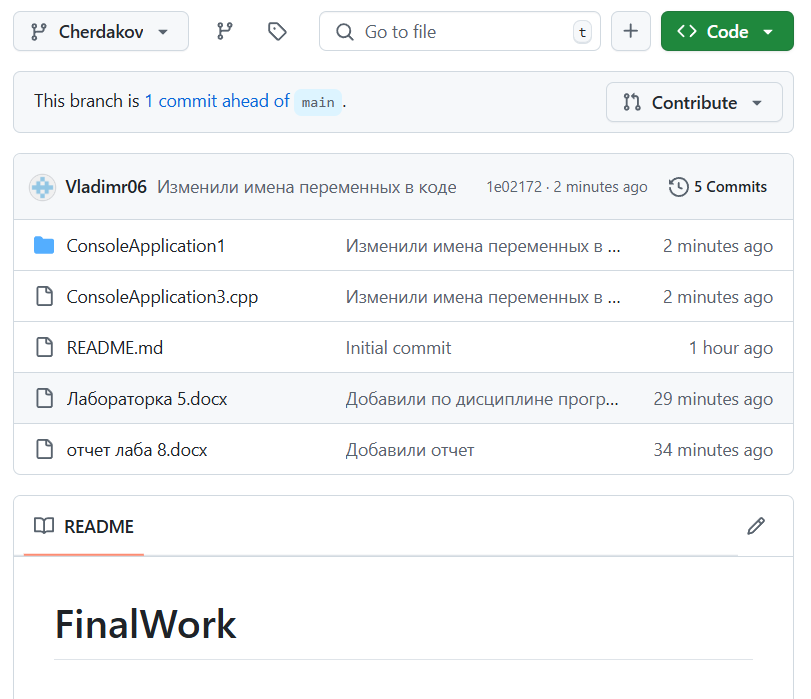 Cherdakov Go to file t Code
This branch is 1 commit ahead of main .
Contribute
Vladimr06 Изменили имена переменных в коде 1e02172 · 2 minutes ago 5 Commits
ConsoleApplication1 Изменили имена переменных в ... 2 minutes ago
ConsoleApplication3.cpp Изменили имена переменных в ... 2 minutes ago
README.md Initial commit 1 hour ago
Лабораторка 5.docx Добавили по дисциплине прогр... 29 minutes ago
отчет лаба 8.docx Добавили отчет 34 minutes ago
README
FinalWork